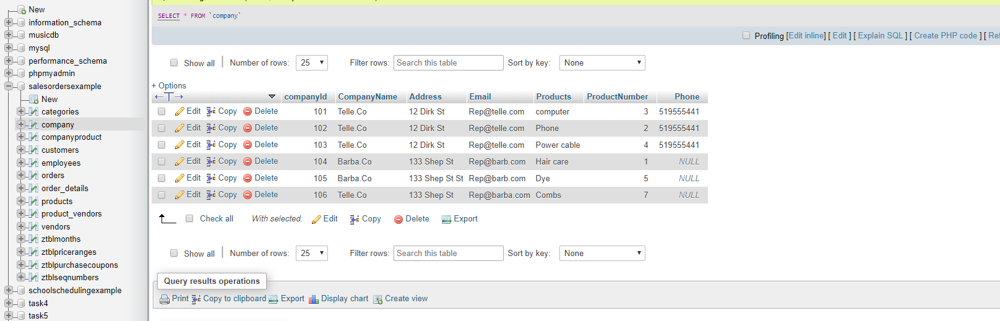 New
information_schema
musicdb
mysql
performance_schema
phpmyadmin
salesordersexample
New
categories
company
companyproduct
customers
employees
orders
order_details
products
product_vendors
vendors
ztblmonths
ztblpriceranges
ztblpurchasecoupons
ztblseqnumbers
schoolschedulingexample
task4
task5
SELECT * FROM `company`
Profiling [Edit inline] [ Edit ] [ Explain SQL ] [ Create PHP code ] [
Show all | Number of rows: 25 Filter rows: Search this table Sort by key: None
+ Options
←T→ companyId CompanyName Address Email Products ProductNumber Phone
Edit Copy Delete 101 Telle.Co 12 Dirk St Rep@telle.com computer 3 519555441
Edit Copy Delete 102 Telle.Co 12 Dirk St Rep@telle.com Phone 2 519555441
Edit Copy Delete 103 Telle.Co 12 Dirk St Rep@telle.com Power cable 4 519555441
Edit Copy Delete 104 Barba.Co 133 Shep St Rep@barb.com Hair care 1 NULL
Edit Copy Delete 105 Barba.Co 133 Shep St St Rep@barb.com Dye 5 NULL
Edit Copy Delete 106 Telle.Co 133 Shep St Rep@barba.com Combs 7 NULL
Check all With selected: Edit Copy Delete Export
Show all | Number of rows: 25 Filter rows: Search this table Sort by key: None
Query results operations
Print Copy to clipboard Export Display chart Create view